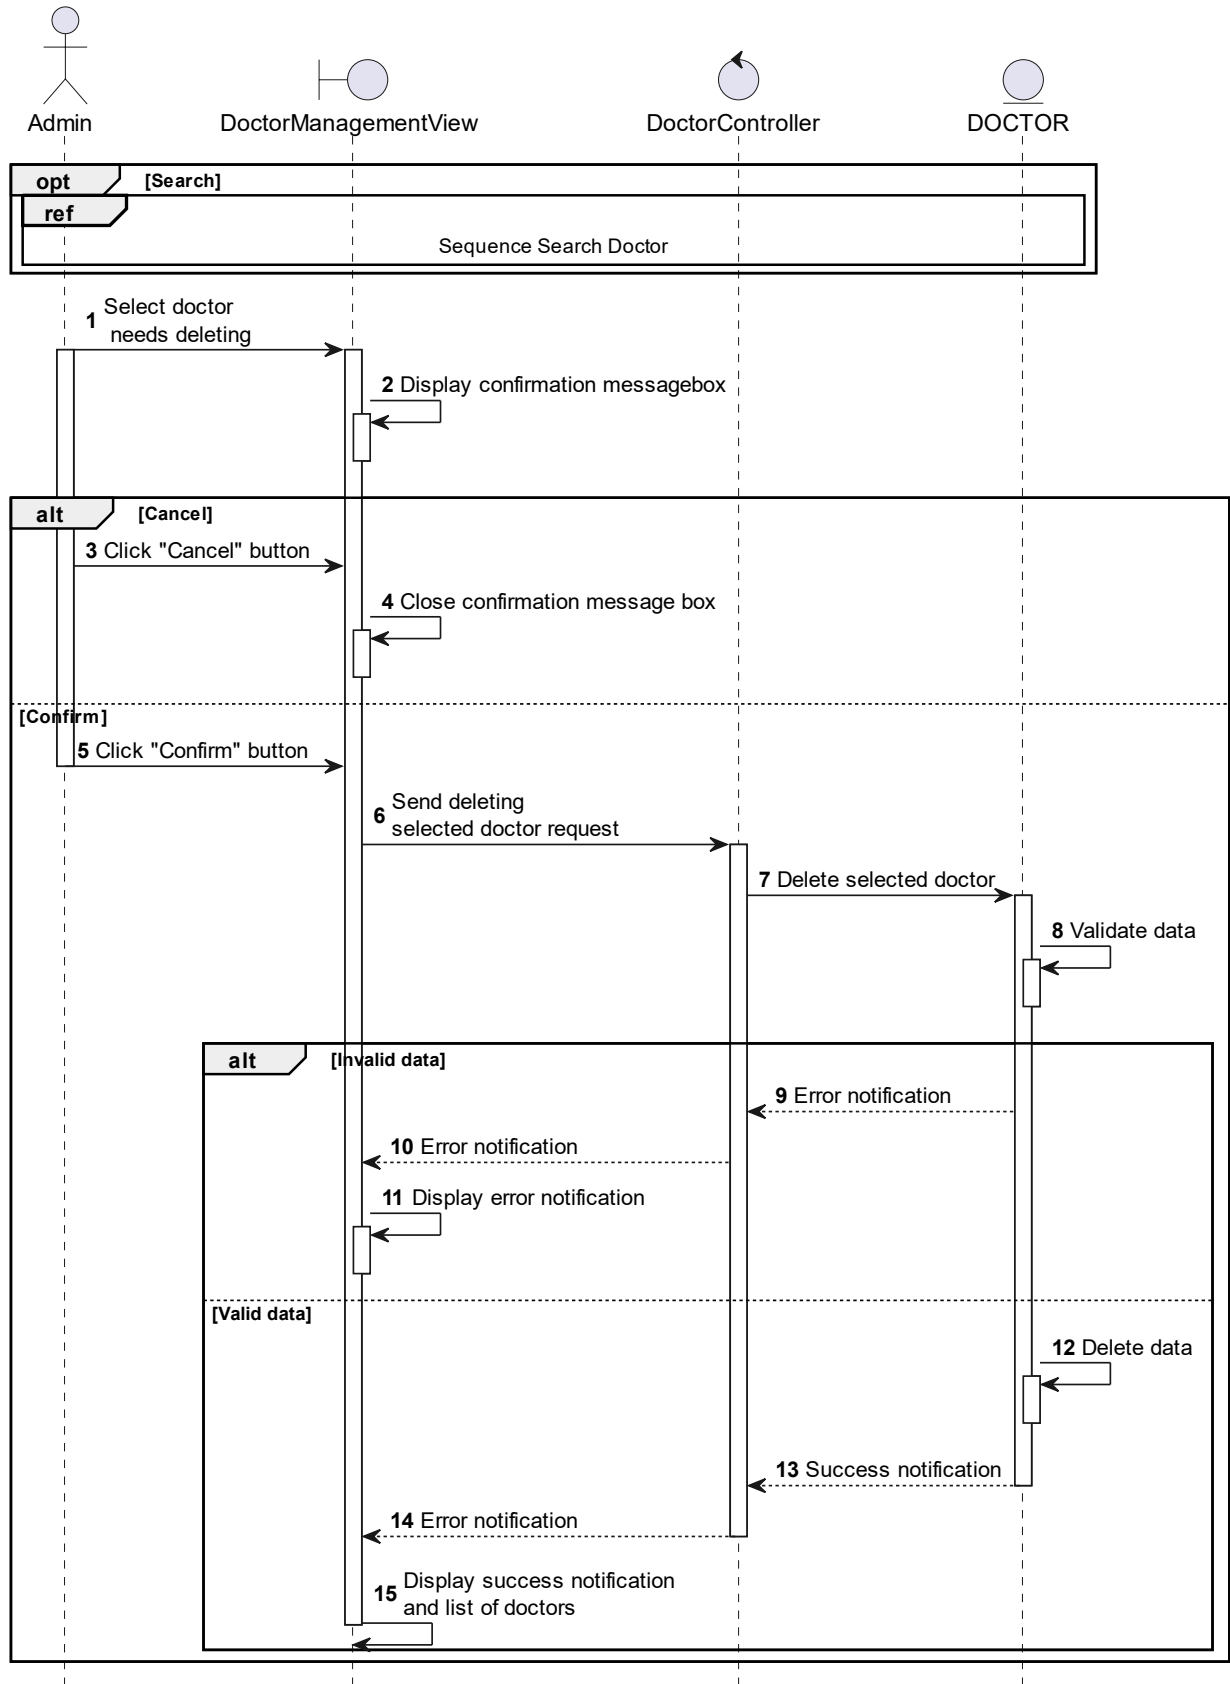 Admin
DoctorManagementView
DoctorController
DOCTOR
opt
[Search]
ref
Sequence Search Doctor
1 Select doctor
needs deleting
2 Display confirmation messagebox
alt
[Cancel]
3 Click "Cancel" button
4 Close confirmation message box
[Confirm]
5 Click "Confirm" button
6 Send deleting
selected doctor request
7 Delete selected doctor
8 Validate data
alt
[Invalid data]
9 Error notification
10 Error notification
11 Display error notification
[Valid data]
12 Delete data
13 Success notification
14 Error notification
15 Display success notification
and list of doctors